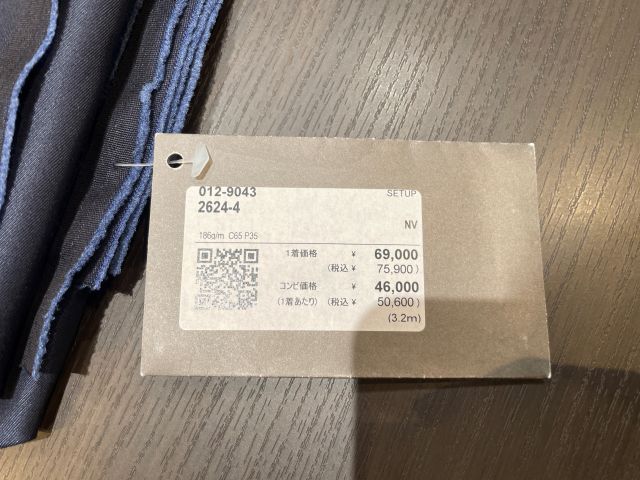 012-9043
SETUP
2624-4
NV
186g/m C65 P35
1着価格 ¥ 69,000
(税込 ¥ 75,900)
コンビ価格 ¥ 46,000
(1着あたり) (税込 ¥ 50,600)
(3.2m)